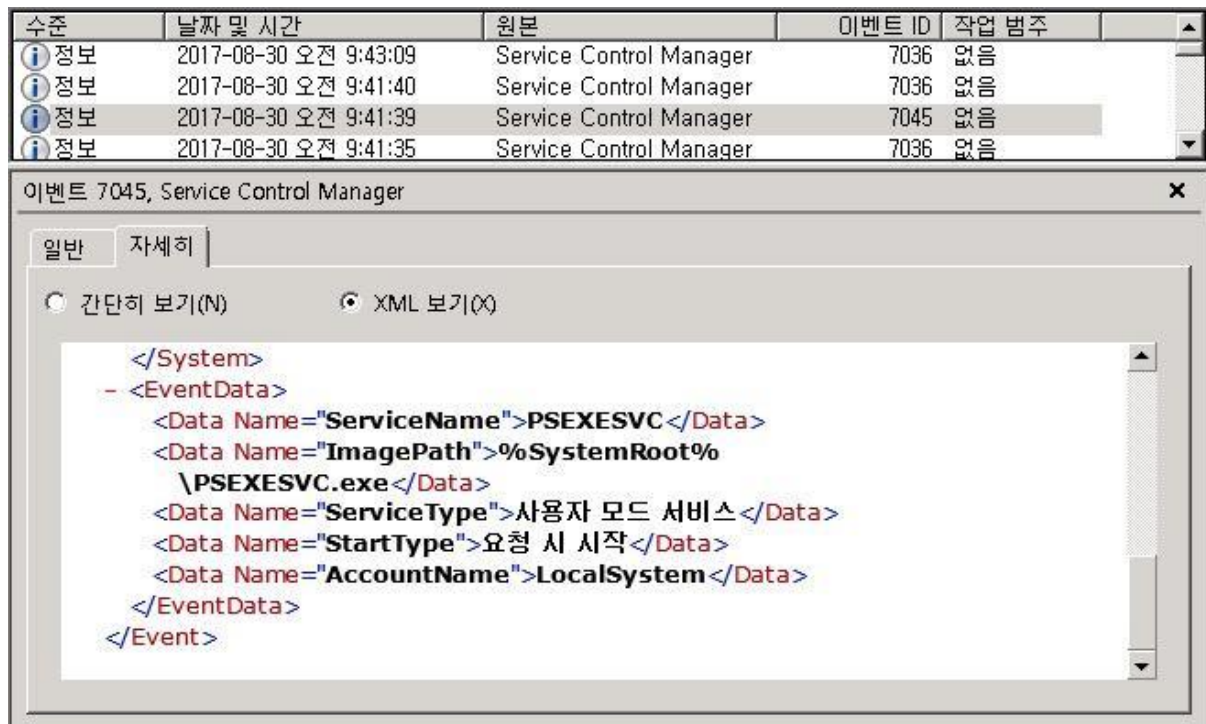 수준 날짜 및 시간 원본 이벤트 ID 작업 범주
정보 2017-08-30 오전 9:43:09 Service Control Manager 7036 없음
정보 2017-08-30 오전 9:41:40 Service Control Manager 7036 없음
정보 2017-08-30 오전 9:41:39 Service Control Manager 7045 없음
정보 2017-08-30 오전 9:41:35 Service Control Manager 7036 없음
이벤트 7045, Service Control Manager
일반 자세히
간단히 보기(N) XML 보기(X)
</System>
- <EventData>
<Data Name="ServiceName">PSEXESVC</Data>
<Data Name="ImagePath">%SystemRoot%
\PSEXESVC.exe</Data>
<Data Name="ServiceType">사용자 모드 서비스</Data>
<Data Name="StartType">요청 시 시작</Data>
<Data Name="AccountName">LocalSystem</Data>
</EventData>
</Event>